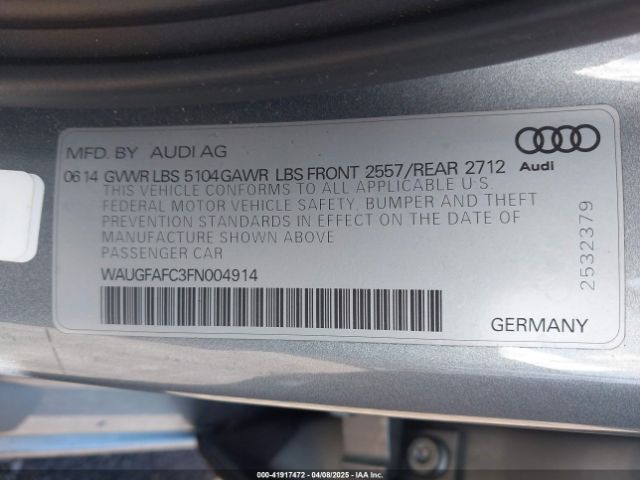 MFD. BY AUDI AG
Audi
06 14 GVWR LBS 5104 GAWR LBS FRONT 2557/REAR 2712
THIS VEHICLE CONFORMS TO ALL APPLICABLE U.S.
FEDERAL MOTOR VEHICLE SAFETY, BUMPER AND THEFT
PREVENTION STANDARDS IN EFFECT ON THE DATE OF
MANUFACTURE SHOWN ABOVE
PASSENGER CAR
WAUGFAFC3FN004914
2532379
GERMANY
000-41917472 04/08/2025 IAAI.COM